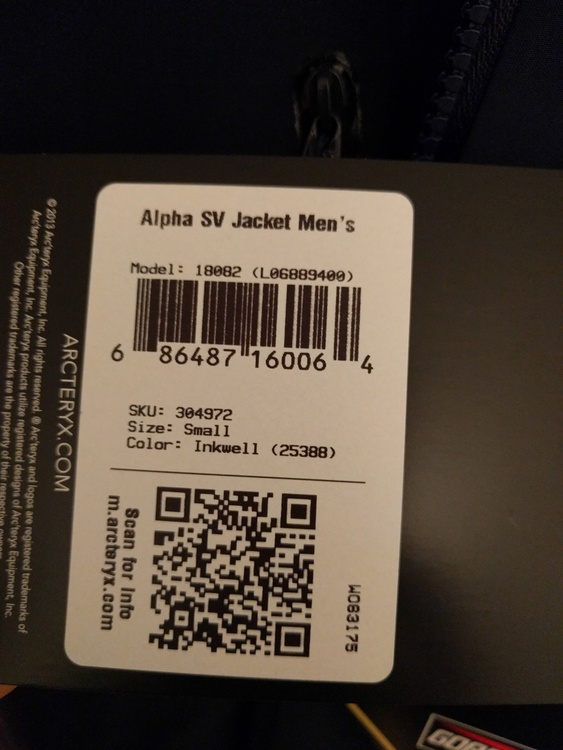 Alpha SV Jacket Men's
Model: 18082 (L06889400)
6 86487 16006 4
SKU: 304972
Size: Small
Color: Inkwell (25388)
Scan for Info
m.arcteryx.com
W083175
ARCTERYX.COM
© 2013 Arc'teryx Equipment, Inc. All rights reserved. ® Arc'teryx and logos are registered trademarks of
Arc'teryx Equipment, Inc. Arc'teryx products utilize registered designs of Arc'teryx Equipment, Inc.
Other registered trademarks are the property of their respective